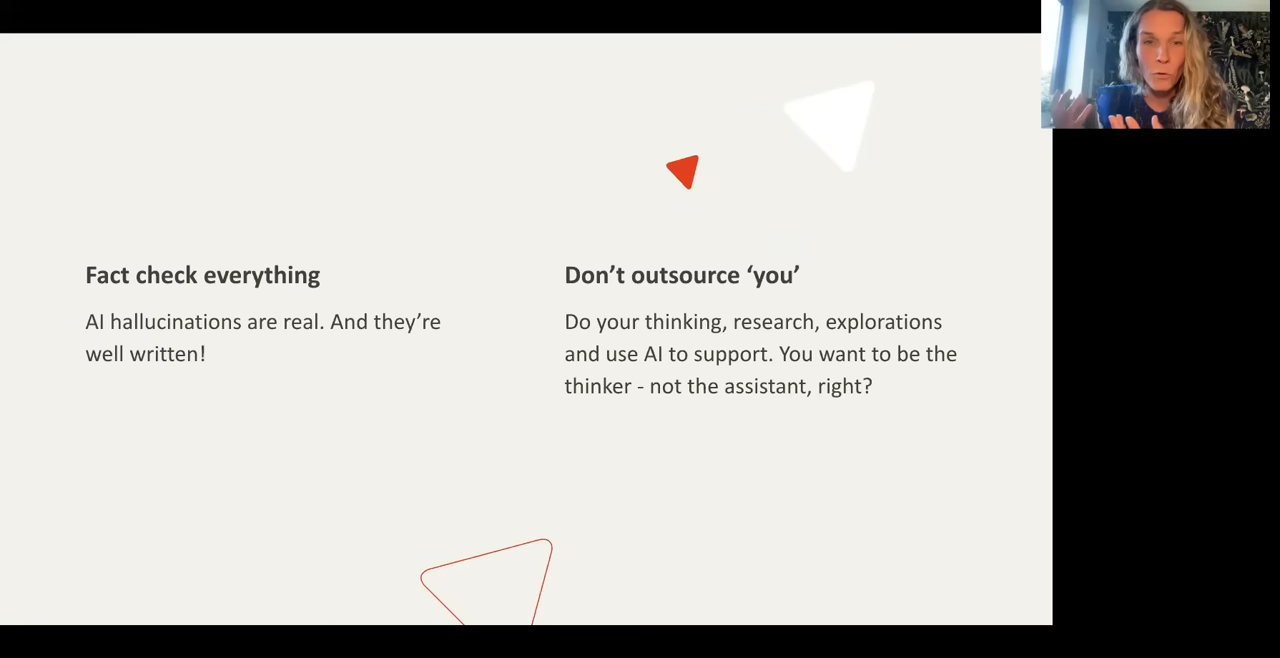 Fact check everything
AI hallucinations are real. And they’re
well written!
Don’t outsource ‘you’
Do your thinking, research, explorations
and use AI to support. You want to be the
thinker - not the assistant, right?